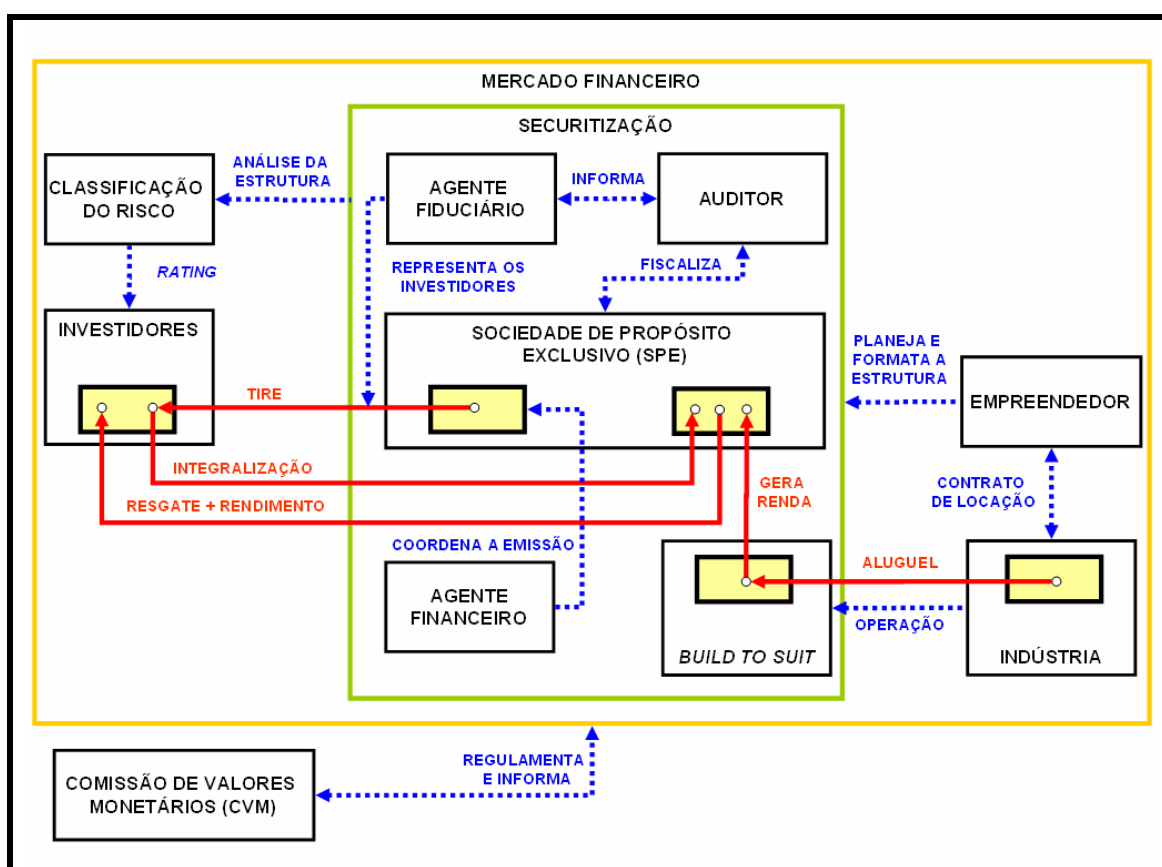 MERCADO FINANCEIRO
SECURITIZAÇÃO
CLASSIFICAÇÃO
DO RISCO
ANÁLISE DA
ESTRUTURA
AGENTE
FIDUCIÁRIO
INFORMA
AUDITOR
RATING
REPRESENTA OS
INVESTIDORES
FISCALIZA
INVESTIDORES
SOCIEDADE DE PROPÓSITO
EXCLUSIVO (SPE)
PLANEJA E
FORMATA A
ESTRUTURA
EMPREENDEDOR
TIRE
INTEGRALIZAÇÃO
RESGATE + RENDIMENTO
GERA
RENDA
CONTRATO
DE LOCAÇÃO
COORDENA A EMISSÃO
AGENTE
FINANCEIRO
BUILD TO SUIT
ALUGUEL
OPERAÇÃO
INDÚSTRIA
COMISSÃO DE VALORES
MONETÁRIOS (CVM)
REGULAMENTA
E INFORMA